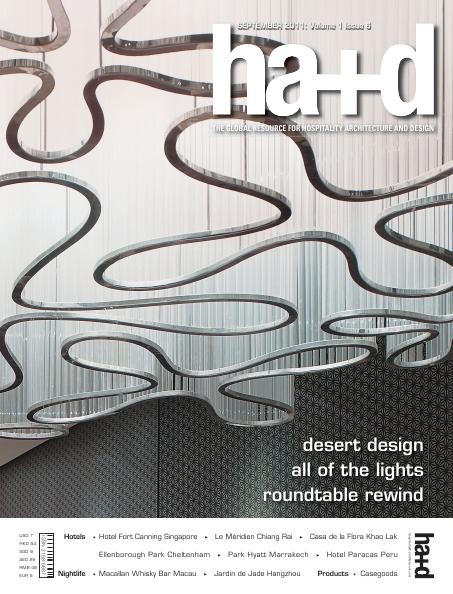 SEPTEMBER 2011: Volume 1 Issue 6
ha+d
THE GLOBAL RESOURCE FOR HOSPITALITY ARCHITECTURE AND DESIGN
desert design
all of the lights
roundtable rewind
Hotels • Hotel Fort Canning Singapore ▸ Le Méridien Chiang Rai ▸ Casa de la Flora Khao Lak
Ellenborough Park Cheltenham ▸ Park Hyatt Marrakech ▸ Hotel Paracas Peru
Nightlife • Macallan Whisky Bar Macau ▸ Jardin de Jade Hangzhou Products • Casegoods
ha+d